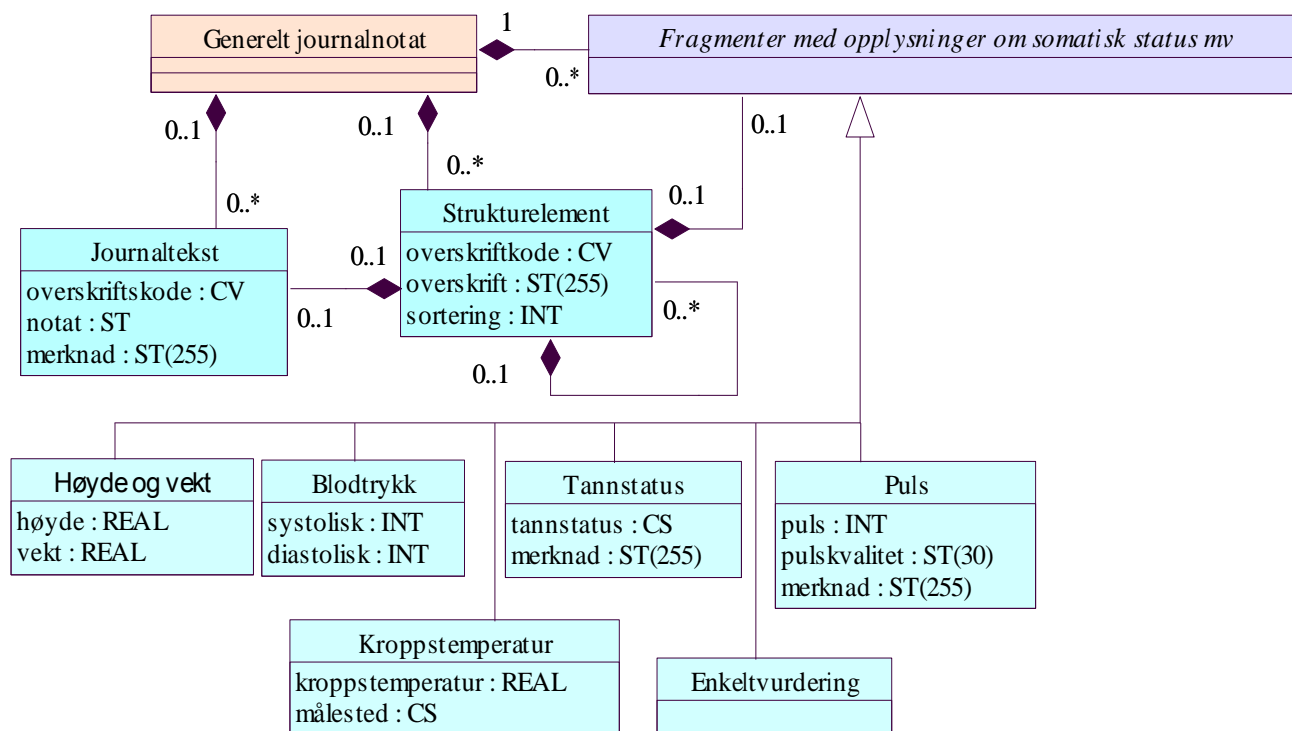 Generelt journalnotat
1
0..*
Fragmenter med opplysninger om somatisk status mv
0..1
0..*
0..1
0..*
0..1
0..1
Strukturelement
overskriftkode : CV
overskrift : ST(255)
sortering : INT
0..*
0..1
Journaltekst
overskriftskode : CV
notat : ST
merknad : ST(255)
0..1
0..1
Høyde og vekt
høyde : REAL
vekt : REAL
Blodtrykk
systolisk : INT
diastolisk : INT
Tannstatus
tannstatus : CS
merknad : ST(255)
Puls
puls : INT
pulskvalitet : ST(30)
merknad : ST(255)
Kroppstemperatur
kroppstemperatur : REAL
målested : CS
Enkeltvurdering